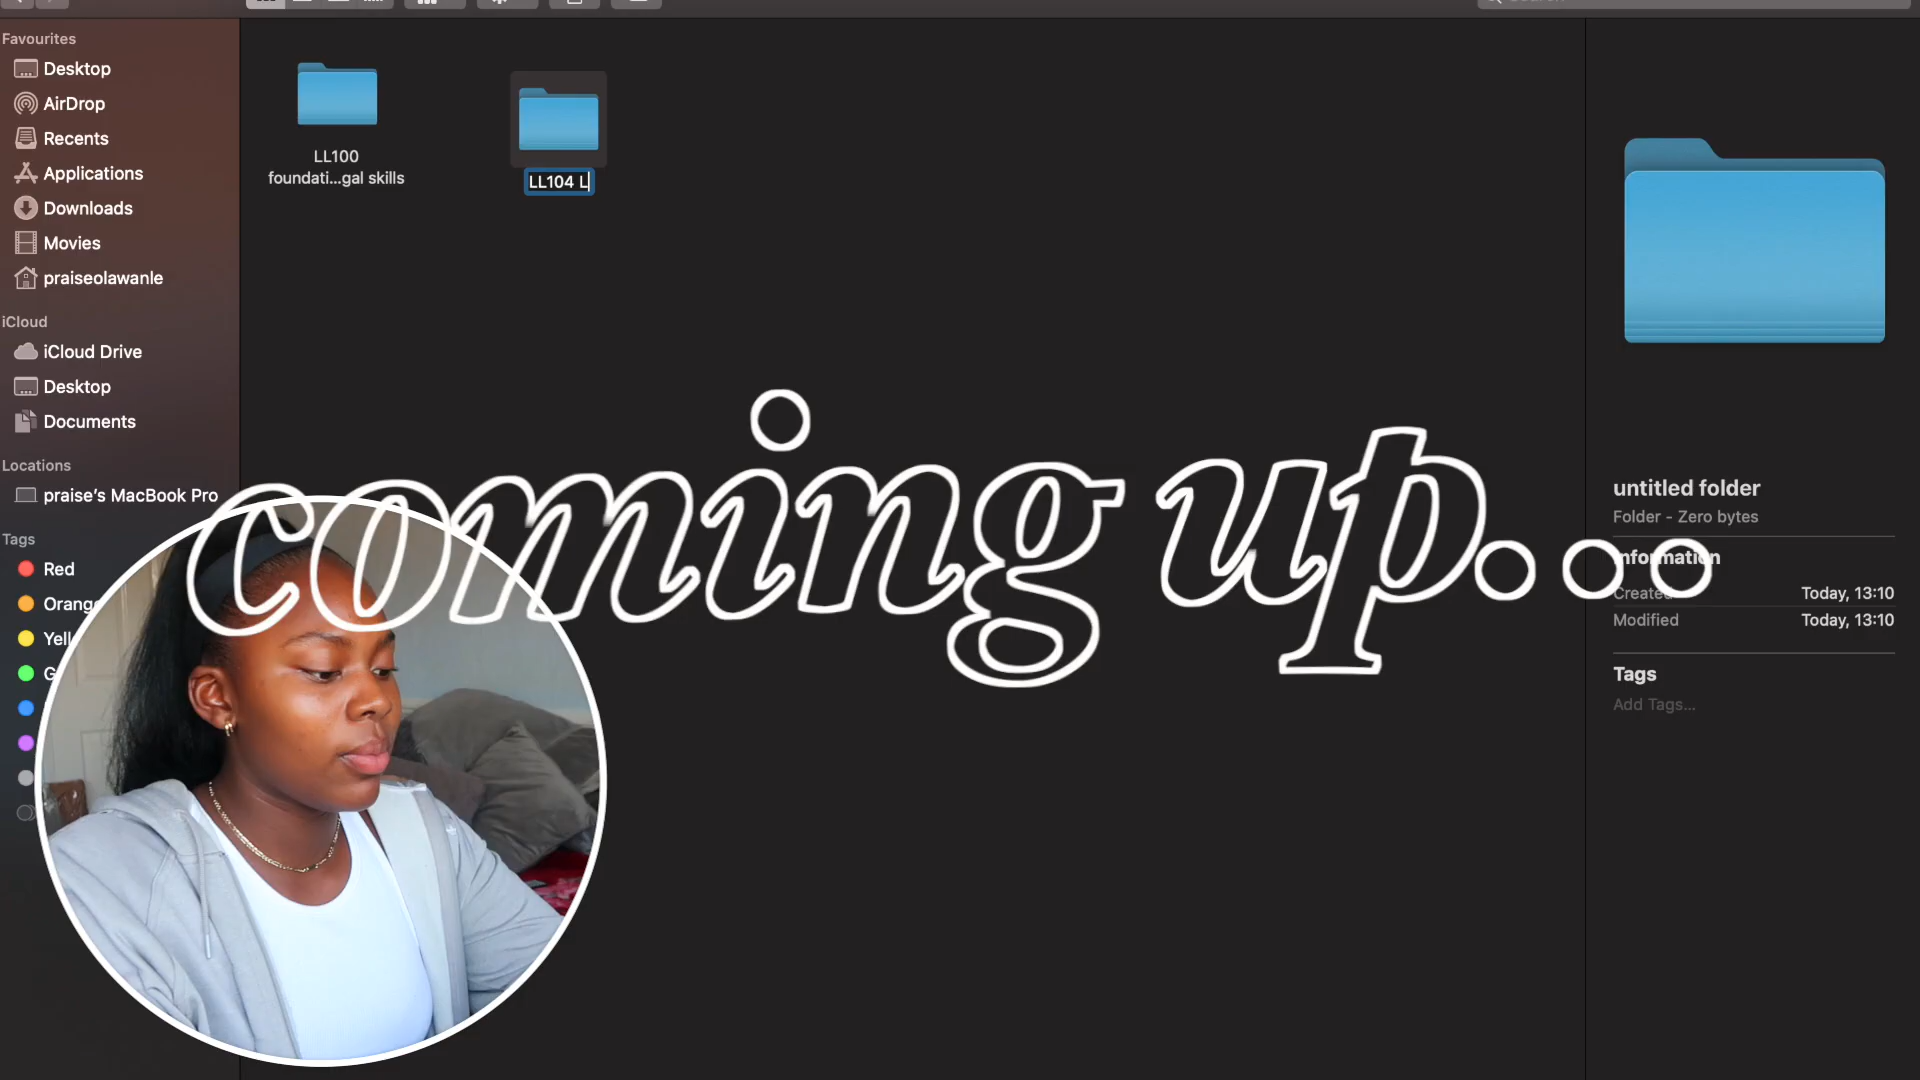 Favourites
Desktop
AirDrop
Recents
Applications
Downloads
Movies
praiseolawanle
iCloud
iCloud Drive
Desktop
Documents
Locations
praise's MacBook Pro
Tags
Red
LL100
foundati...gal skills
LL104 L
coming up...
untitled folder
Folder - Zero bytes
Information
Created Today, 13:10
Modified Today, 13:10
Tags
Add Tags...